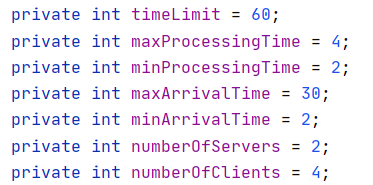 private int timeLimit = 60;
private int maxProcessingTime = 4;
private int minProcessingTime = 2;
private int maxArrivalTime = 30;
private int minArrivalTime = 2;
private int numberOfServers = 2;
private int numberOfClients = 4;